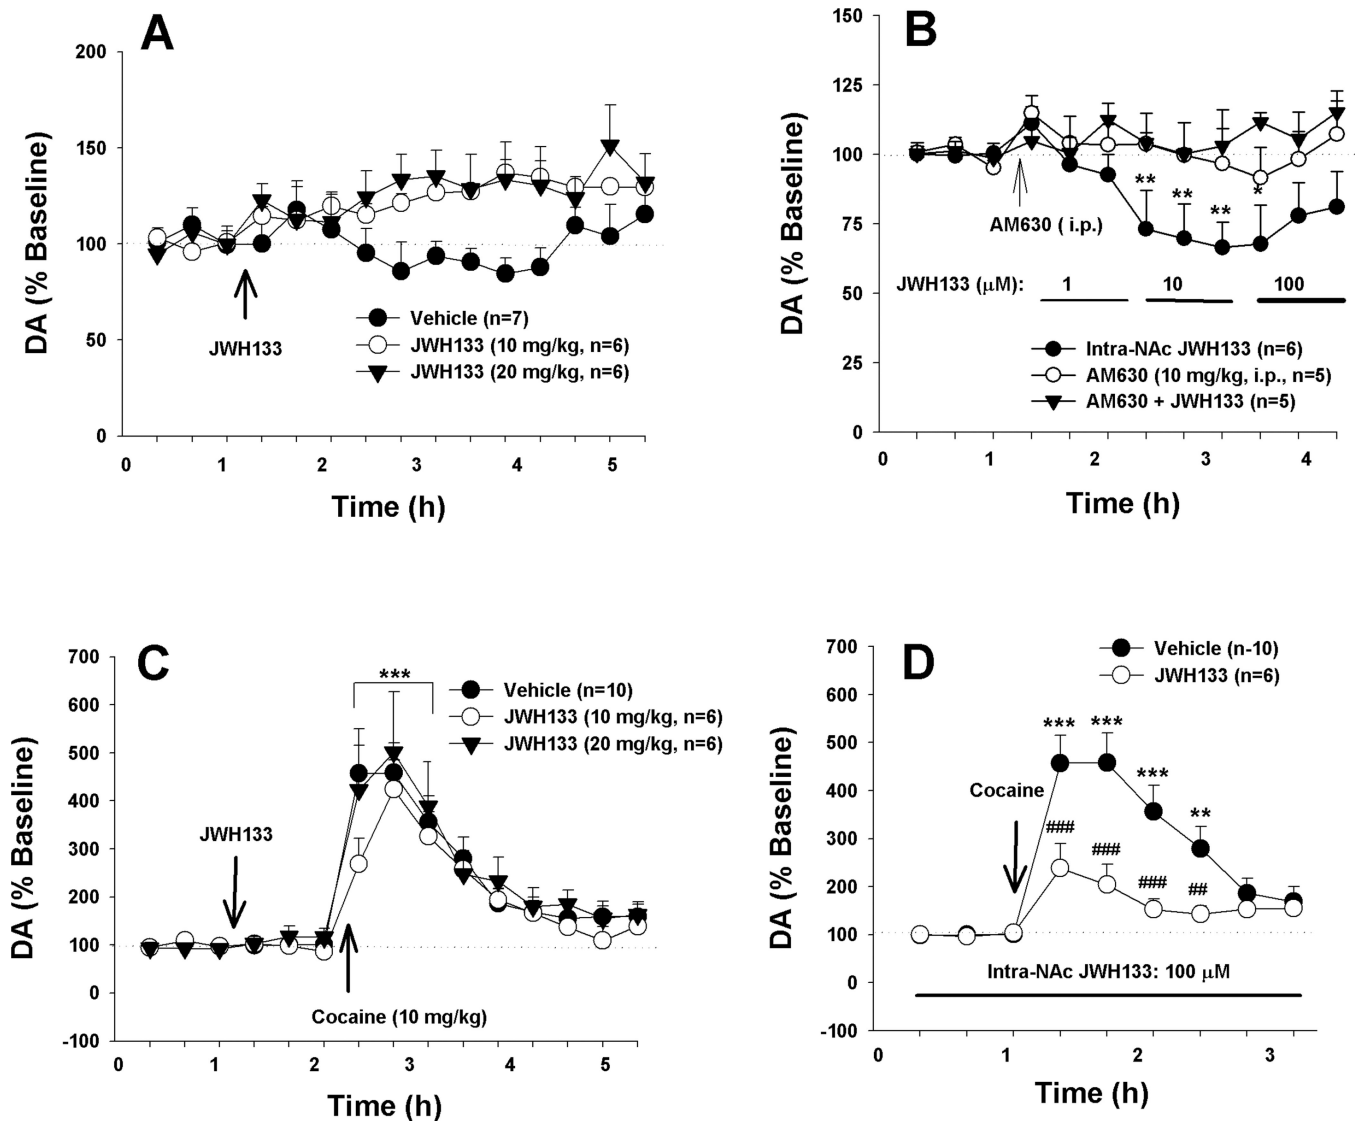 A
200
150
100
50
0
DA (% Baseline)
JWH133
Vehicle (n=7)
JWH133 (10 mg/kg, n=6)
JWH133 (20 mg/kg, n=6)
0 1 2 3 4 5
Time (h)
B
150
125
100
75
50
25
0
DA (% Baseline)
** ** ** *
AM630 ( i.p.)
JWH133 (μM): 1 10 100
Intra-NAc JWH133 (n=6)
AM630 (10 mg/kg, i.p., n=5)
AM630 + JWH133 (n=5)
0 1 2 3 4
Time (h)
C
700
600
500
400
300
200
100
0
-100
DA (% Baseline)
***
Vehicle (n=10)
JWH133 (10 mg/kg, n=6)
JWH133 (20 mg/kg, n=6)
JWH133
Cocaine (10 mg/kg)
0 1 2 3 4 5
Time (h)
D
700
600
500
400
300
200
100
0
-100
DA (% Baseline)
Vehicle (n-10)
JWH133 (n=6)
*** *** *** **
Cocaine
### ### ### ##
Intra-NAc JWH133: 100 μM
0 1 2 3
Time (h)